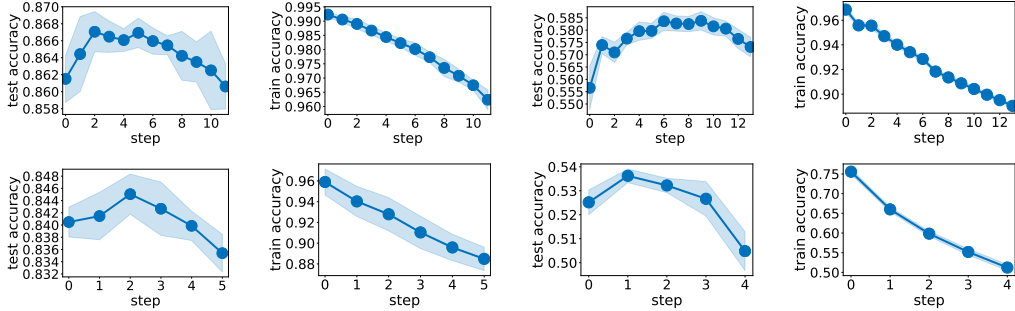 0.870
0.868
0.866
0.864
0.862
0.860
0.858
test accuracy
0 2 4 6 8 10
step
0.995
0.990
0.985
0.980
0.975
0.970
0.965
0.960
train accuracy
0 2 4 6 8 10
step
0.585
0.580
0.575
0.570
0.565
0.560
0.555
0.550
test accuracy
0 2 4 6 8 10 12
step
0.96
0.94
0.92
0.90
train accuracy
0 2 4 6 8 10 12
step
0.848
0.846
0.844
0.842
0.840
0.838
0.836
0.834
0.832
test accuracy
0 1 2 3 4 5
step
0.96
0.94
0.92
0.90
0.88
train accuracy
0 1 2 3 4 5
step
0.54
0.53
0.52
0.51
0.50
test accuracy
0 1 2 3 4
step
0.75
0.70
0.65
0.60
0.55
0.50
train accuracy
0 1 2 3 4
step